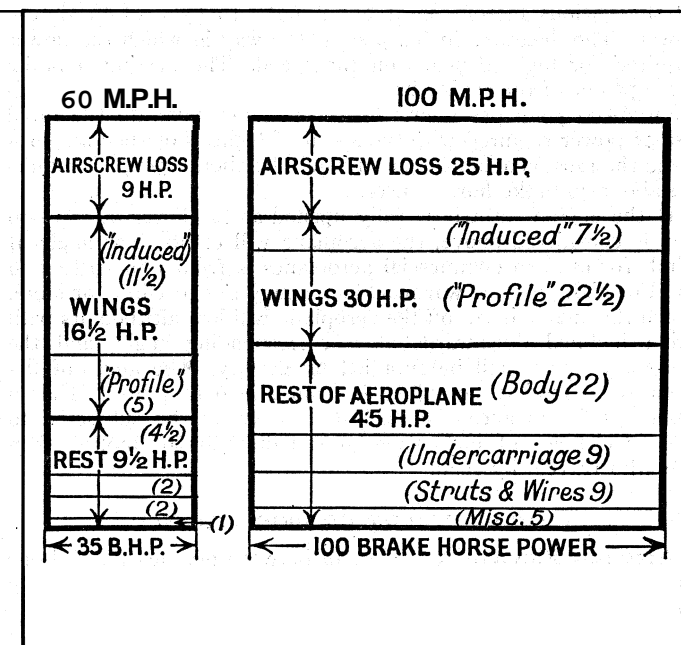 60 M.P.H.
AIRSCREW LOSS
9 H.P.
("Induced")
(11½)
WINGS
16½ H.P.
("Profile")
(5)
(4½)
REST 9½ H.P.
(2)
(2)
(1)
35 B.H.P.
100 M.P.H.
AIRSCREW LOSS 25 H.P.
("Induced" 7½)
WINGS 30 H.P. ("Profile" 22½)
REST OF AEROPLANE (Body 22)
45 H.P.
(Undercarriage 9)
(Struts & Wires 9)
(Misc. 5)
100 BRAKE HORSE POWER